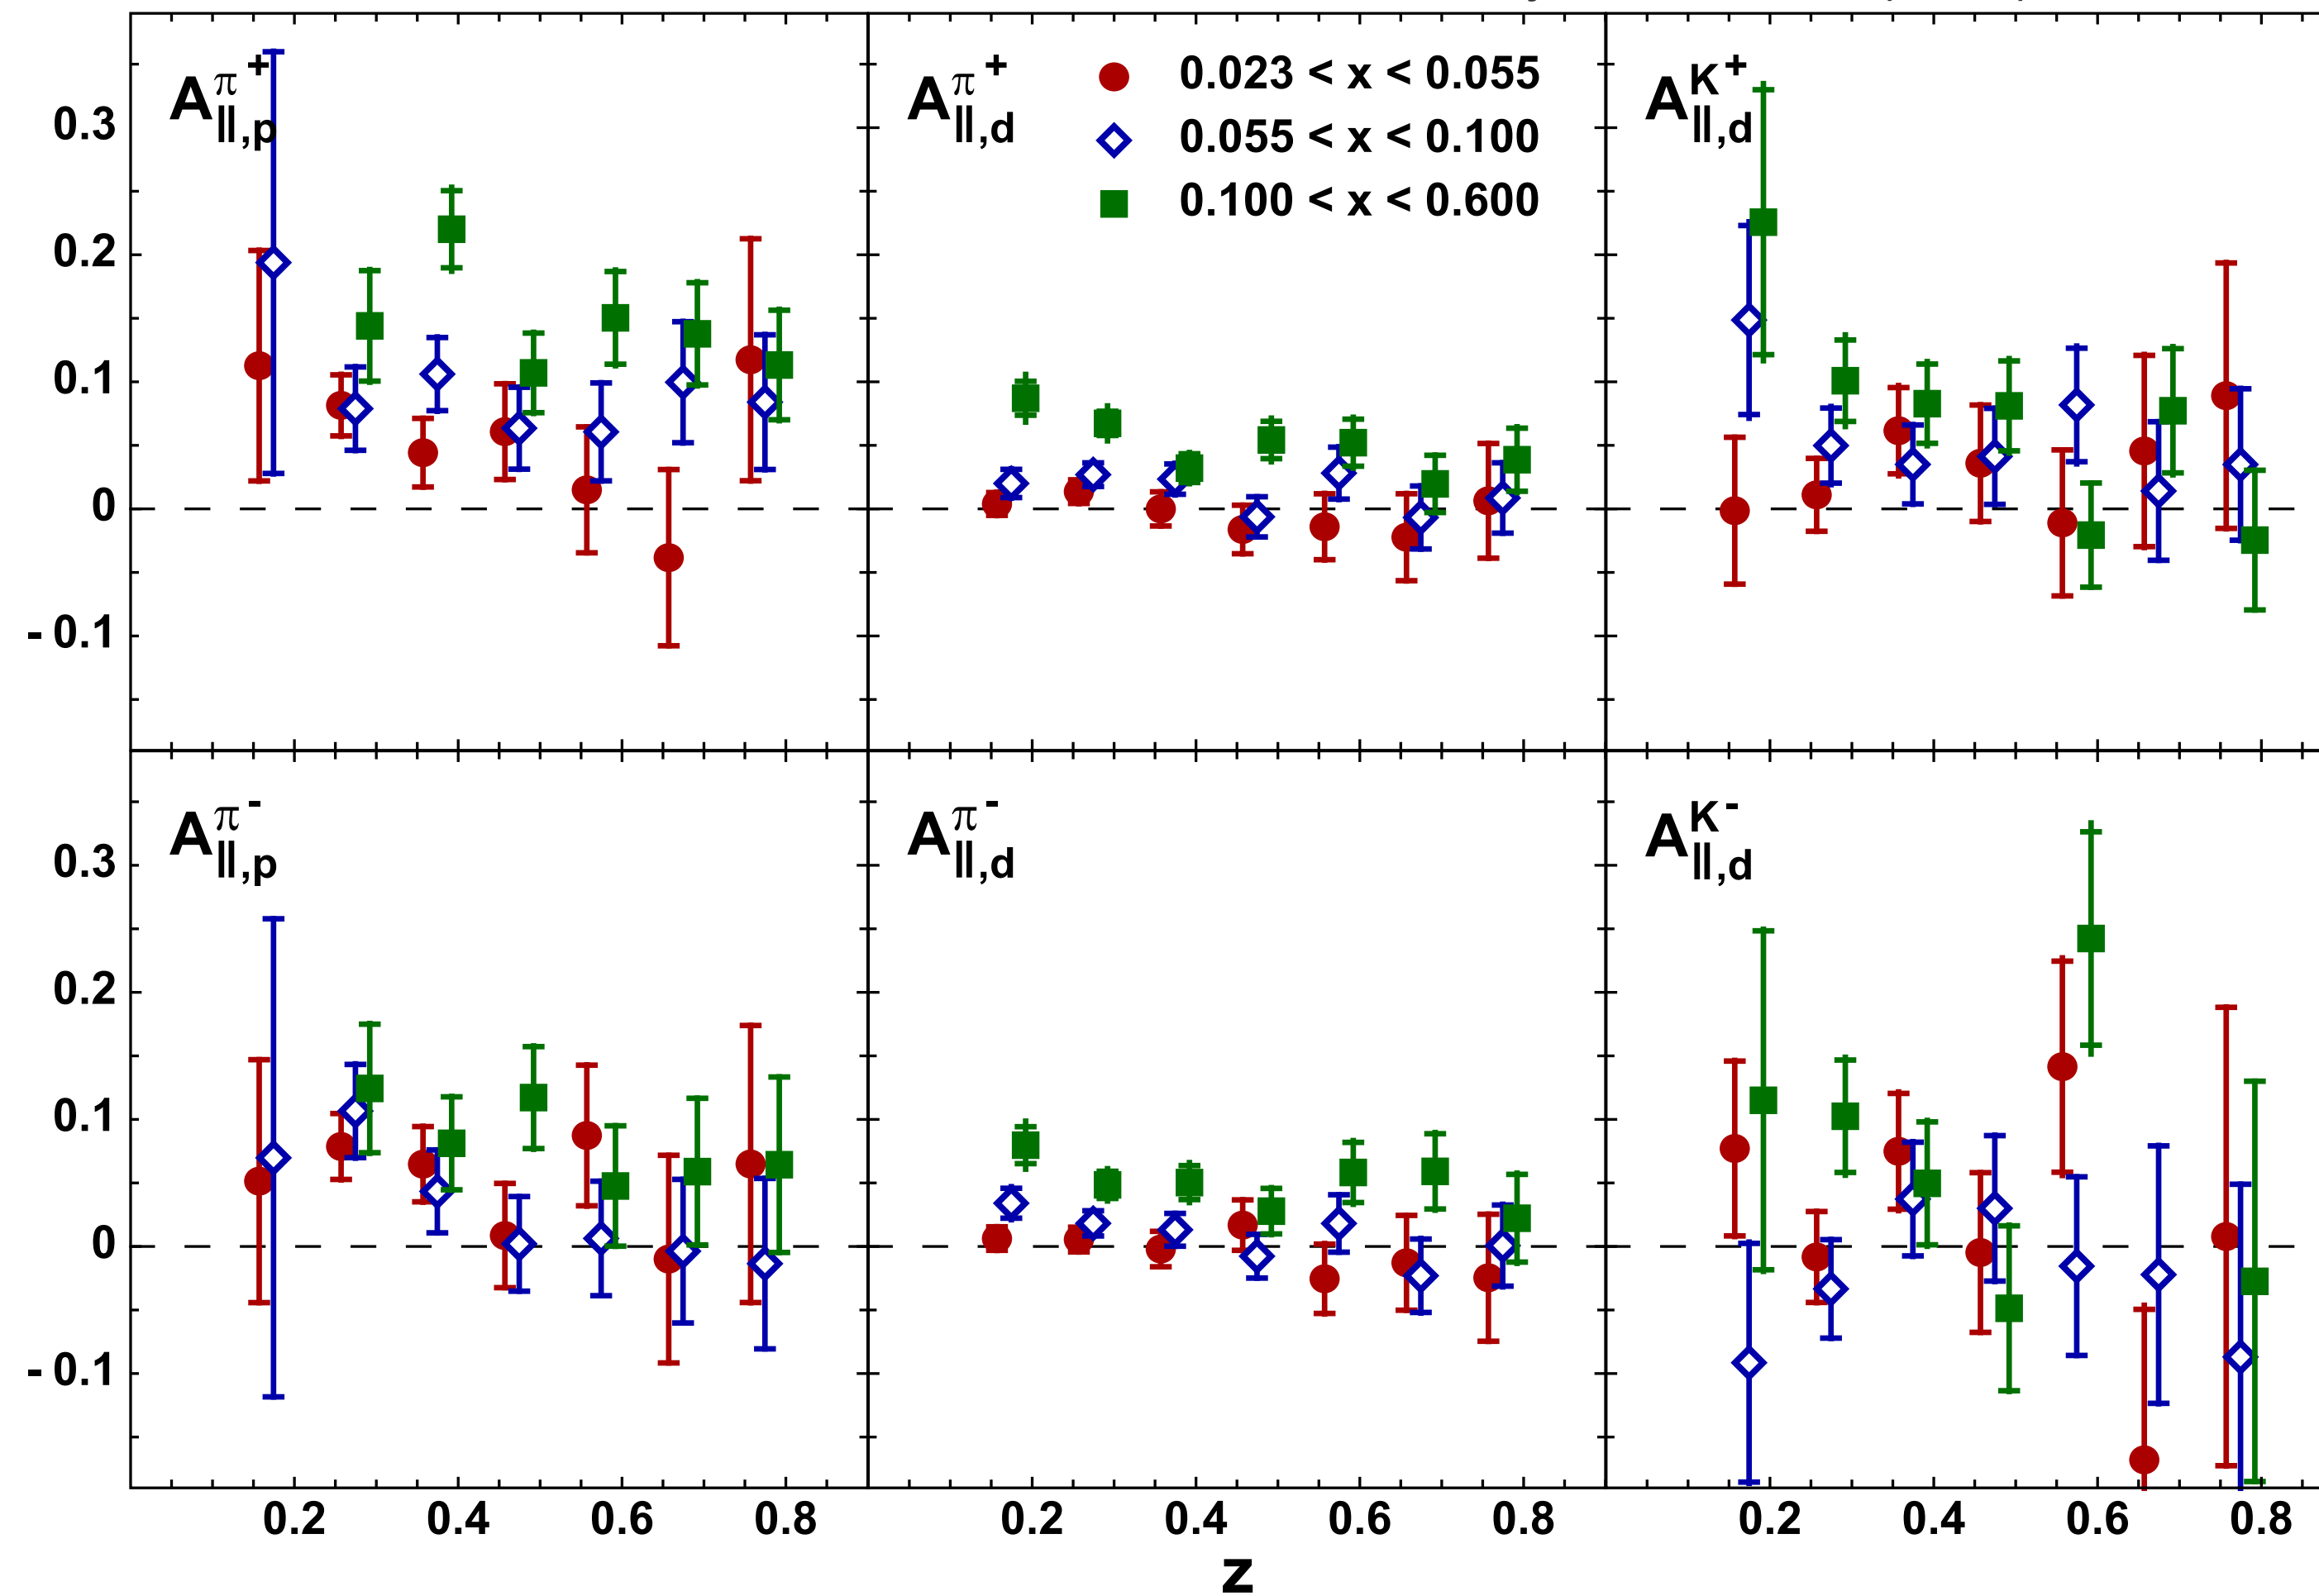 A π+ ||,p
A π+ ||,d
0.023 < x < 0.055
0.055 < x < 0.100
0.100 < x < 0.600
A K+ ||,d
0.3
0.2
0.1
0
- 0.1
A π- ||,p
A π- ||,d
A K- ||,d
0.3
0.2
0.1
0
- 0.1
0.2 0.4 0.6 0.8 0.2 0.4 0.6 0.8 0.2 0.4 0.6 0.8
z